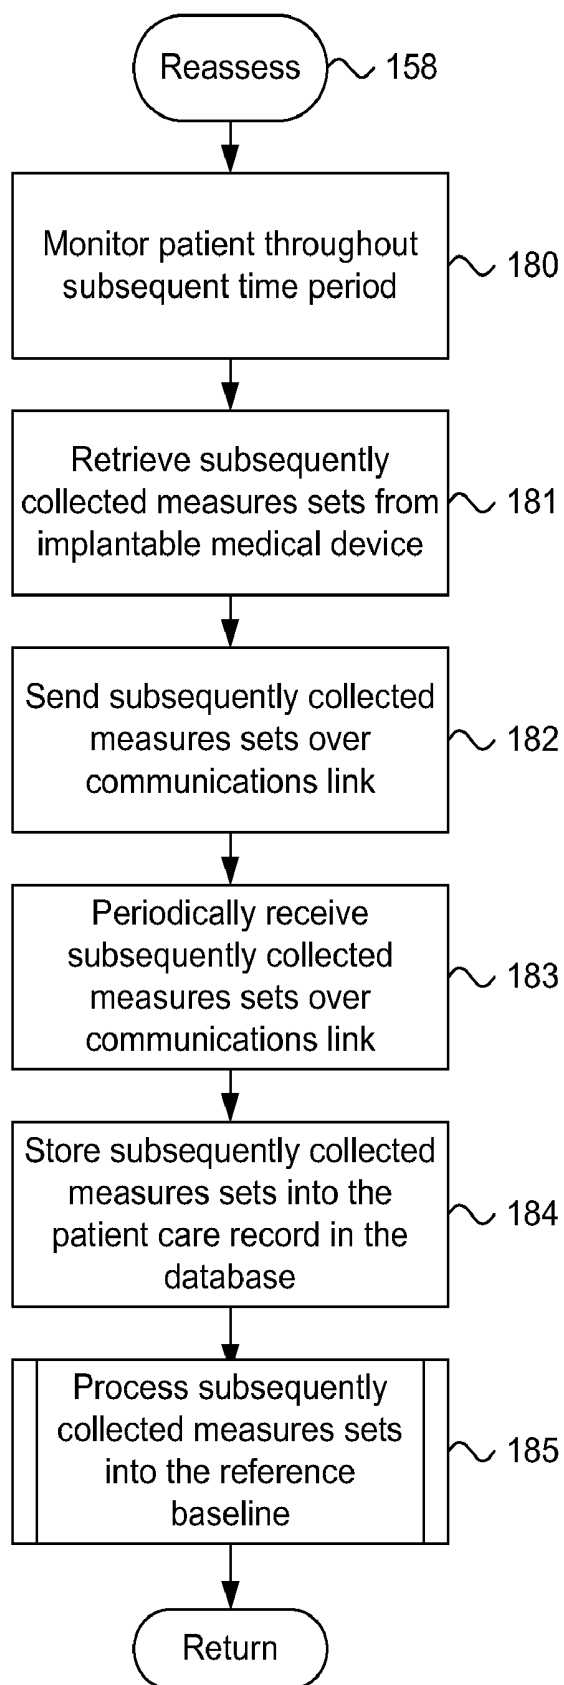 Reassess
158
Monitor patient throughout
subsequent time period
180
Retrieve subsequently
collected measures sets from
implantable medical device
181
Send subsequently collected
measures sets over
communications link
182
Periodically receive
subsequently collected
measures sets over
communications link
183
Store subsequently collected
measures sets into the
patient care record in the
database
184
Process subsequently
collected measures sets
into the reference
baseline
185
Return